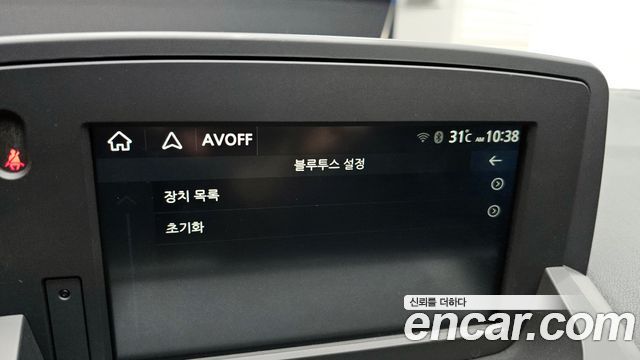 AVOFF 31℃ AM 10:38
블루투스 설정
장치 목록
초기화
신뢰를 더하다
encar.com